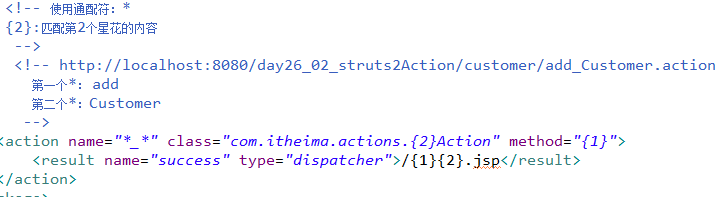 <!-- 使用通配符：*
{2}:匹配第2个星花的内容
-->
<!-- http://localhost:8080/day26_02_struts2Action/customer/add_Customer.action
第一个*：add
第二个*：Customer
-->
<action name="*_*" class="com.itheima.actions.{2}Action" method="{1}">
<result name="success" type="dispatcher">/{1}{2}.jsp</result>
</action>